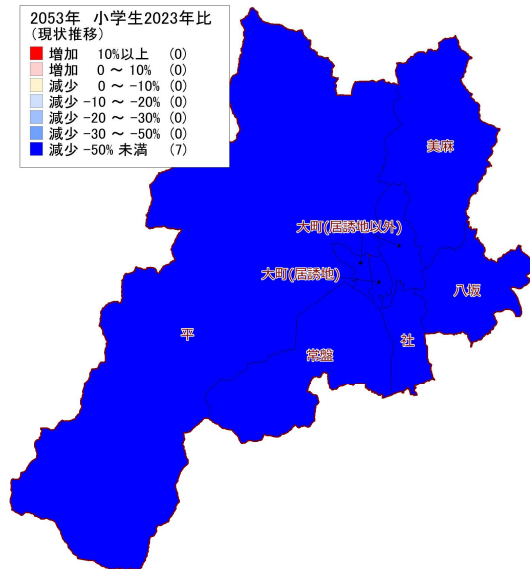 2053年 小学生2023年比
(現状推移)
増加 10%以上 (0)
増加 0 ~ 10% (0)
減少 0 ~ -10% (0)
減少 -10 ~ -20% (0)
減少 -20 ~ -30% (0)
減少 -30 ~ -50% (0)
減少 -50% 未満 (7)
美麻
大町(居誘地以外)
大町(居誘地)
八坂
平
社
常盤